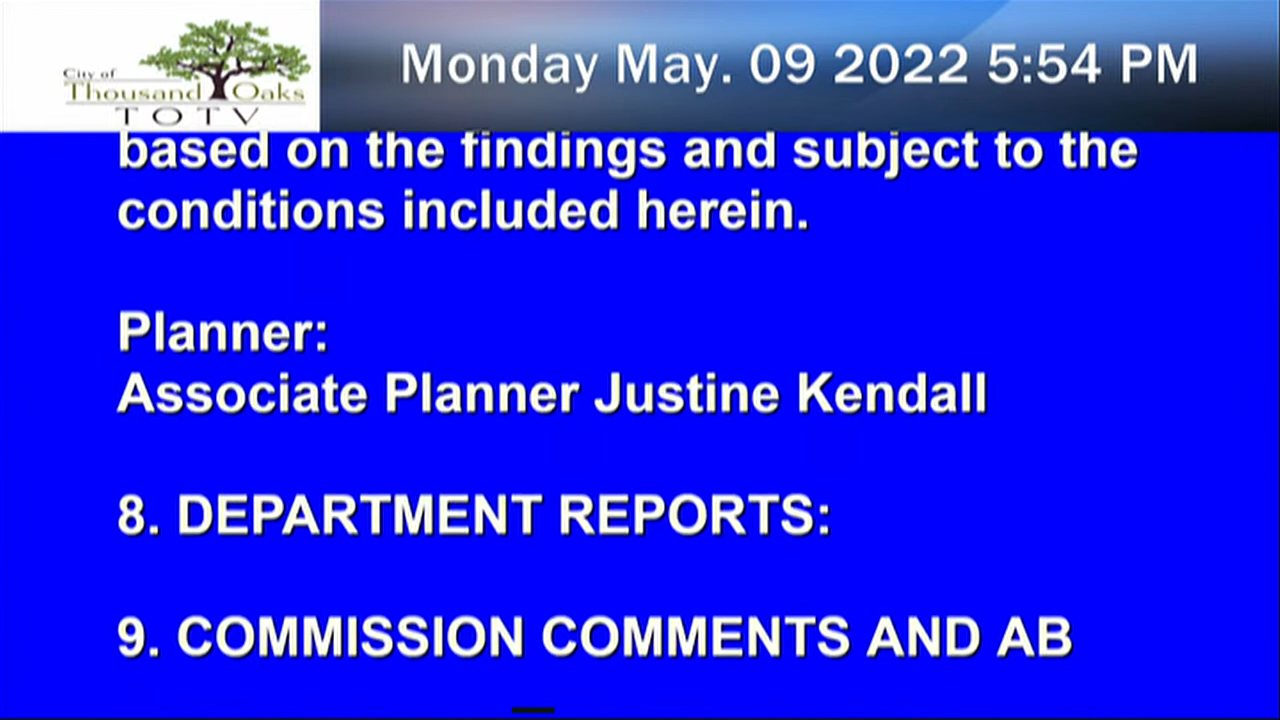 City of
Thousand Oaks
TOTV
Monday May. 09 2022 5:54 PM
based on the findings and subject to the
conditions included herein.
Planner:
Associate Planner Justine Kendall
8. DEPARTMENT REPORTS:
9. COMMISSION COMMENTS AND AB